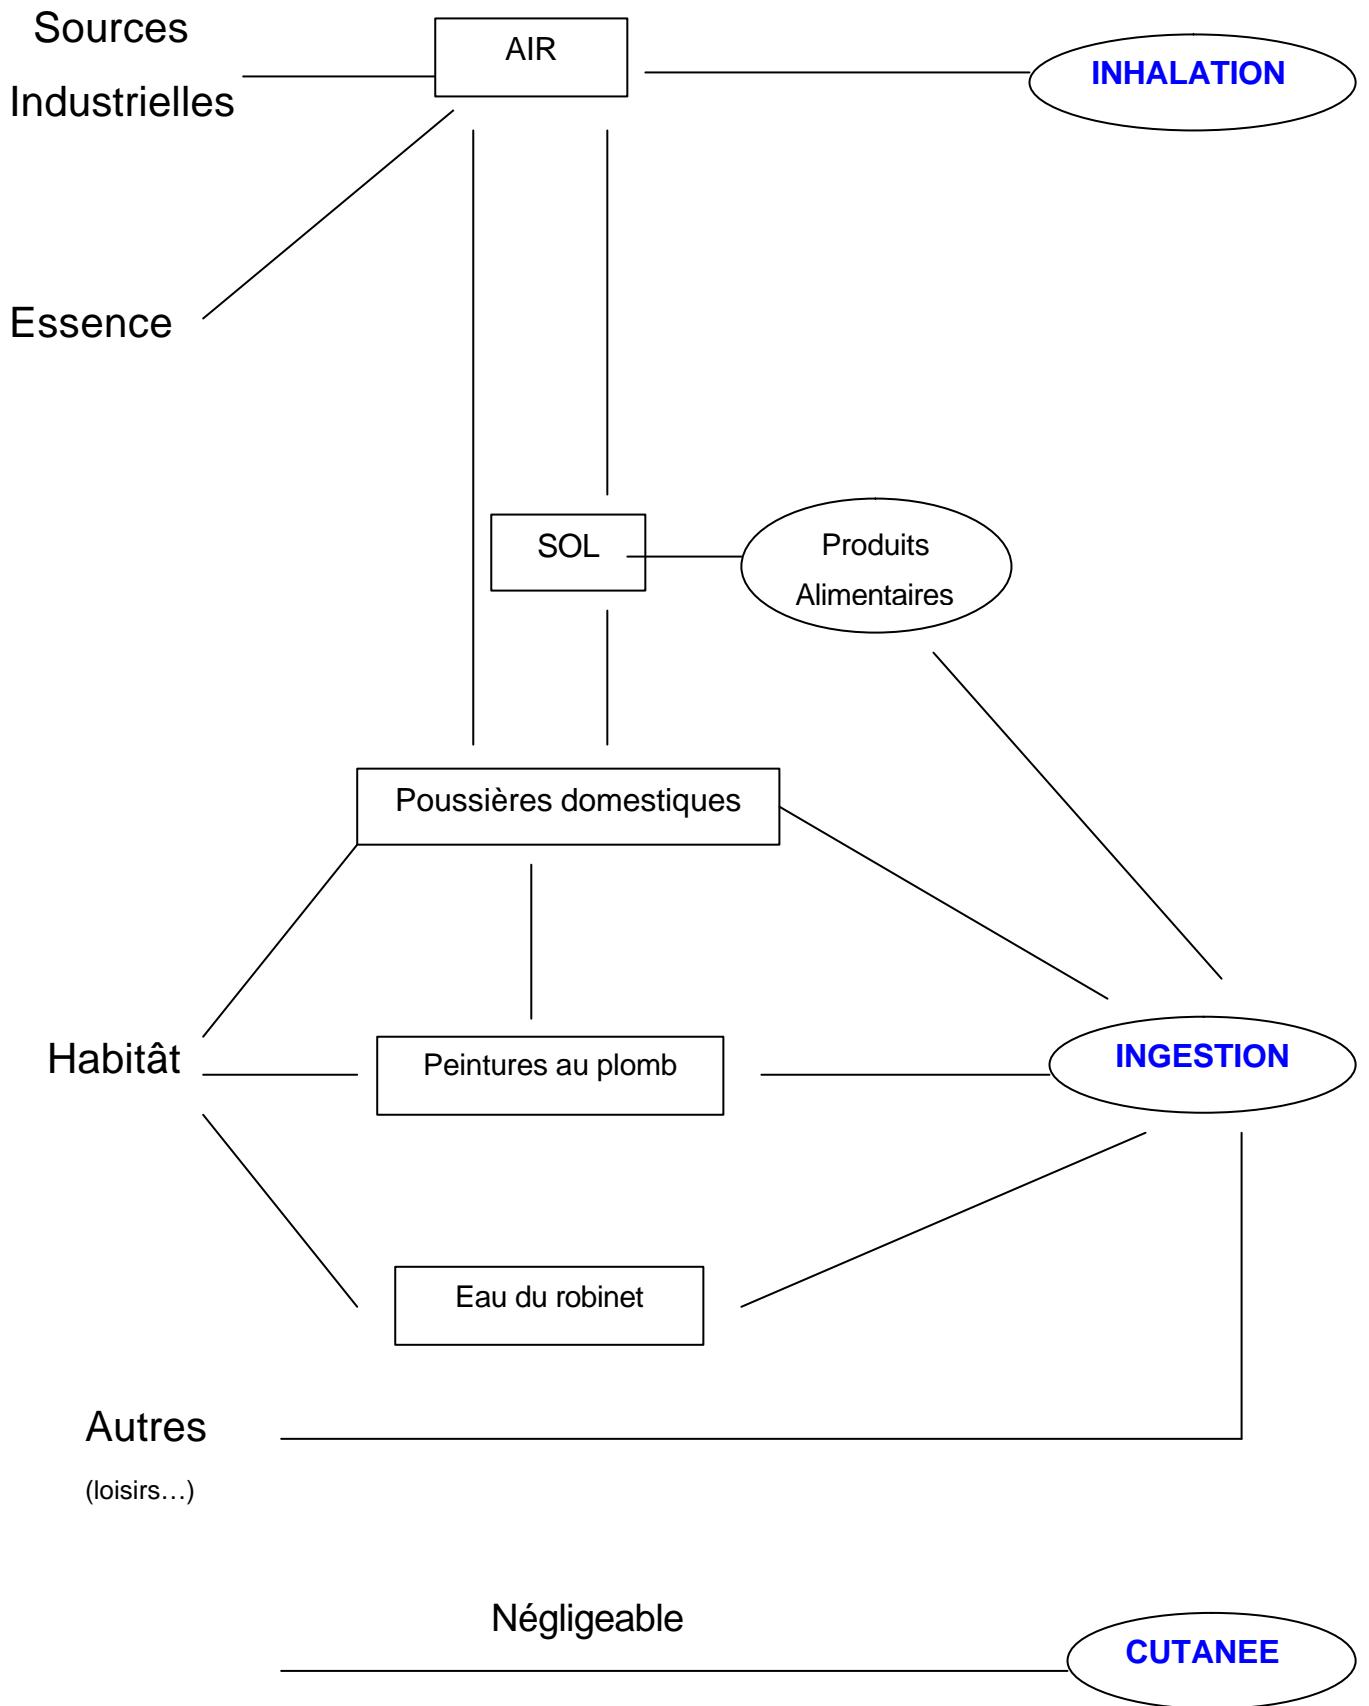 Sources
Industrielles
AIR
INHALATION
Essence
SOL
Produits
Alimentaires
Poussières domestiques
Habitât
Peintures au plomb
INGESTION
Eau du robinet
Autres
(loisirs…)
Négligeable
CUTANEE